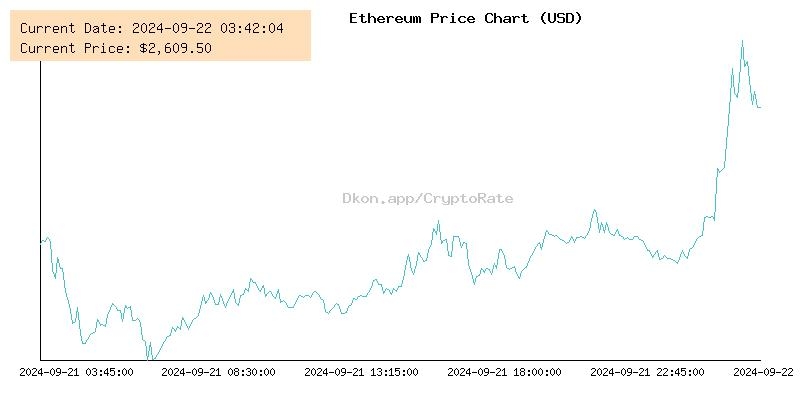 Ethereum Price Chart (USD)
Current Date: 2024-09-22 03:42:04
Current Price: $2,609.50
Dkon.app/CryptoRate
2024-09-21 03:45:00 2024-09-21 08:30:00 2024-09-21 13:15:00 2024-09-21 18:00:00 2024-09-21 22:45:00 2024-09-22